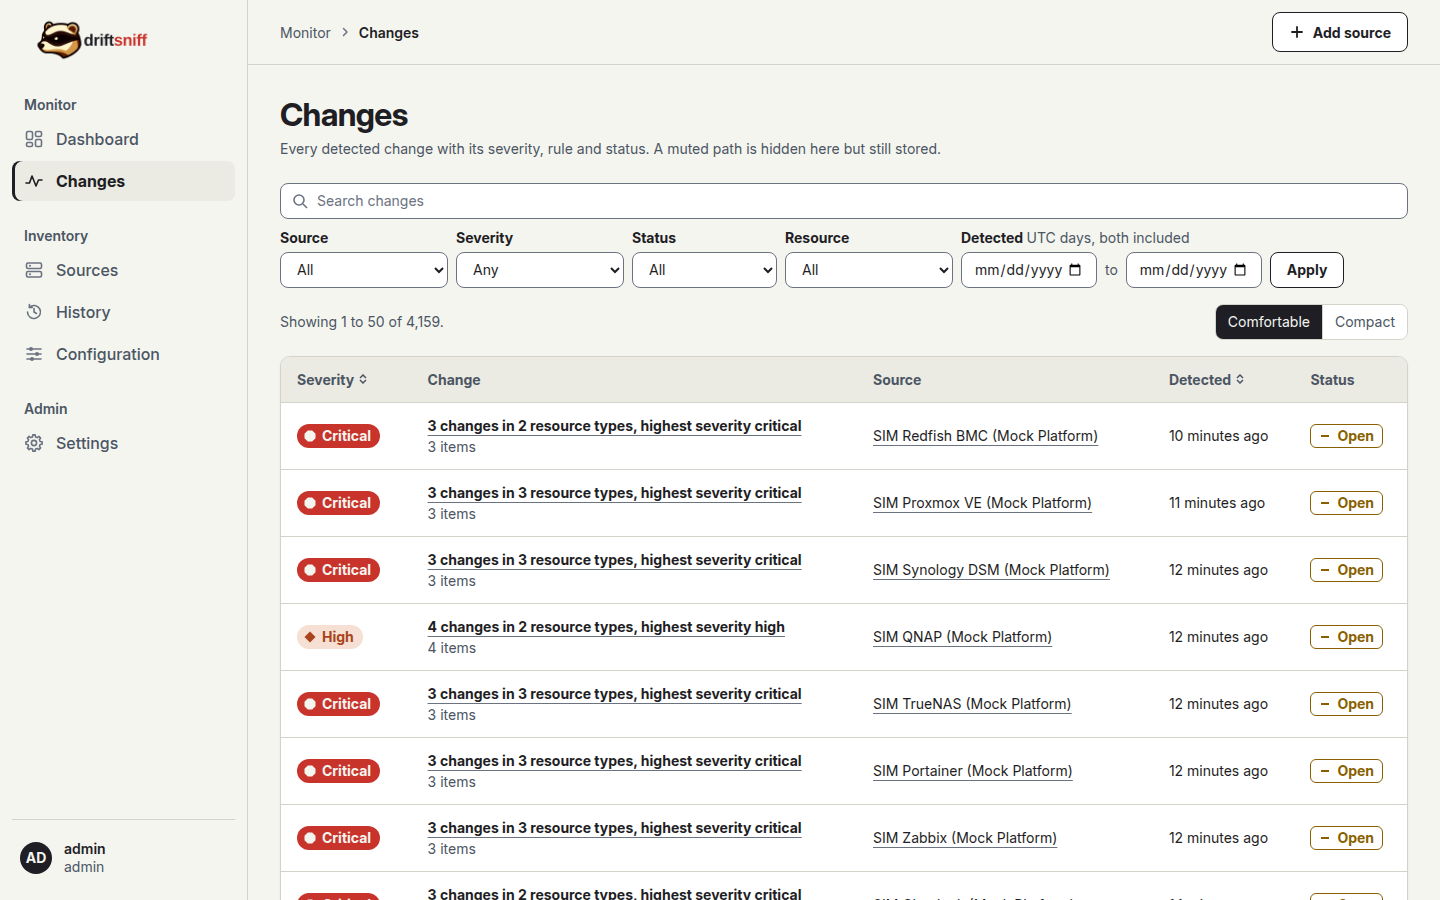 driftsniff
Monitor
Dashboard
Changes
Inventory
Sources
History
Configuration
Admin
Settings
AD
admin
admin
Monitor > Changes
+ Add source
Changes
Every detected change with its severity, rule and status. A muted path is hidden here but still stored.
Search changes
Source Severity Status Resource Detected UTC days, both included
All Any All All mm/dd/yyyy to mm/dd/yyyy Apply
Showing 1 to 50 of 4,159. Comfortable Compact
Severity Change Source Detected Status
Critical 3 changes in 2 resource types, highest severity critical SIM Redfish BMC (Mock Platform) 10 minutes ago Open
3 items
Critical 3 changes in 3 resource types, highest severity critical SIM Proxmox VE (Mock Platform) 11 minutes ago Open
3 items
Critical 3 changes in 3 resource types, highest severity critical SIM Synology DSM (Mock Platform) 12 minutes ago Open
3 items
High 4 changes in 2 resource types, highest severity high SIM QNAP (Mock Platform) 12 minutes ago Open
4 items
Critical 3 changes in 3 resource types, highest severity critical SIM TrueNAS (Mock Platform) 12 minutes ago Open
3 items
Critical 3 changes in 3 resource types, highest severity critical SIM Portainer (Mock Platform) 12 minutes ago Open
3 items
Critical 3 changes in 3 resource types, highest severity critical SIM Zabbix (Mock Platform) 12 minutes ago Open
3 items
3 changes in 2 resource types, highest severity critical